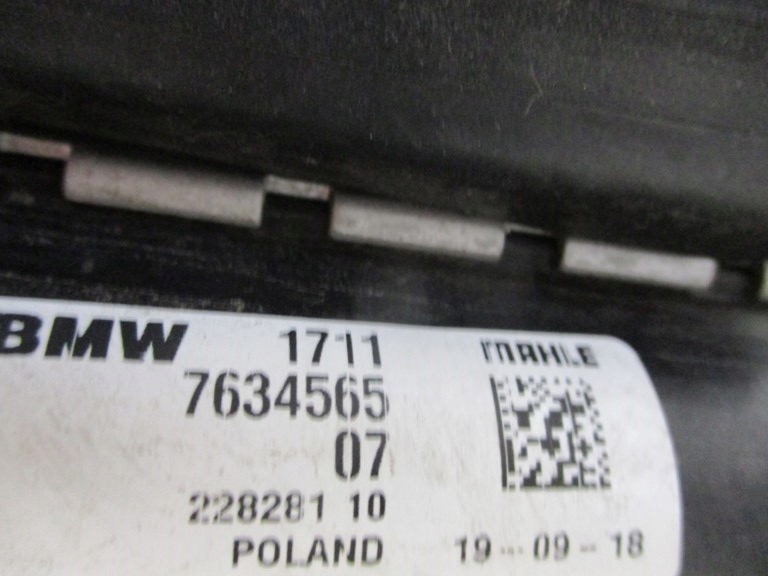 BMW 1711 MAHLE
7634565
07
228281 10
POLAND 19-09-18